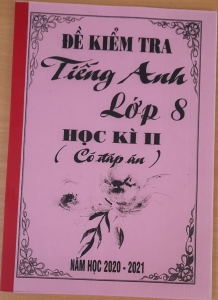 ĐỀ KIỂM TRA
Tiếng Anh
Lớp 8
HỌC KÌ II
( Có đáp án )
NĂM HỌC 2020 - 2021